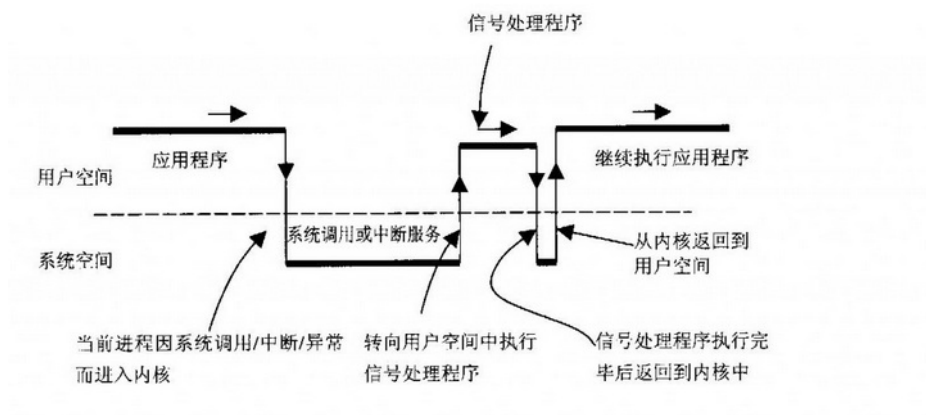 信号处理程序
应用程序
继续执行应用程序
用户空间
系统调用或中断服务
从内核返回到
用户空间
系统空间
当前进程因系统调用/中断/异常
而进入内核
转向用户空间中执行
信号处理程序
信号处理程序执行完
毕后返回到内核中